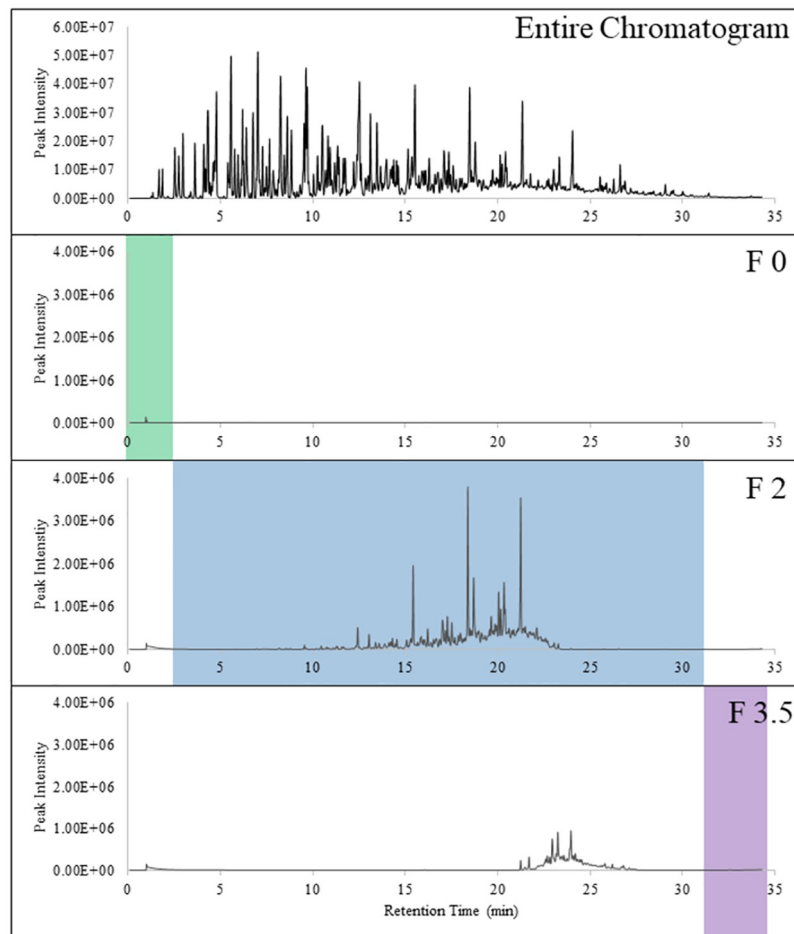 Entire Chromatogram
Peak Intensity
6.00E+07
5.00E+07
4.00E+07
3.00E+07
2.00E+07
1.00E+07
0.00E+00
0 5 10 15 20 25 30 35
F 0
Peak Intensity
4.00E+06
3.00E+06
2.00E+06
1.00E+06
0.00E+00
0 5 10 15 20 25 30 35
F 2
Peak Intenstiy
4.00E+06
3.00E+06
2.00E+06
1.00E+06
0.00E+00
0 5 10 15 20 25 30 35
F 3.5
Peak Intensity
4.00E+06
3.00E+06
2.00E+06
1.00E+06
0.00E+00
0 5 10 15 20 25 30 35
Retention Time (min)